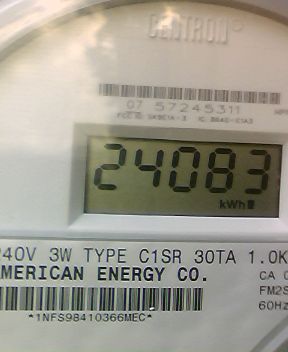 CENTRON
07 57245311
24083
kWh
240V 3W TYPE C1SR 30TA 1.0K
AMERICAN ENERGY CO.
CA
FM2S
60Hz
*1NFS98410366MEC*